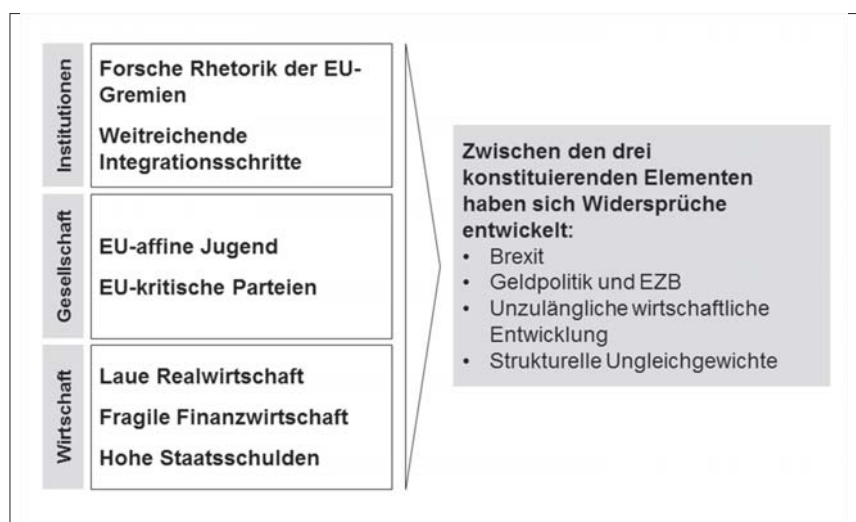 Institutionen
Forsche Rhetorik der EU-
Gremien
Weitreichende
Integrationsschritte
Gesellschaft
EU-affine Jugend
EU-kritische Parteien
Wirtschaft
Laue Realwirtschaft
Fragile Finanzwirtschaft
Hohe Staatsschulden
Zwischen den drei
konstituierenden Elementen
haben sich Widersprüche
entwickelt:
• Brexit
• Geldpolitik und EZB
• Unzulängliche wirtschaftliche
Entwicklung
• Strukturelle Ungleichgewichte